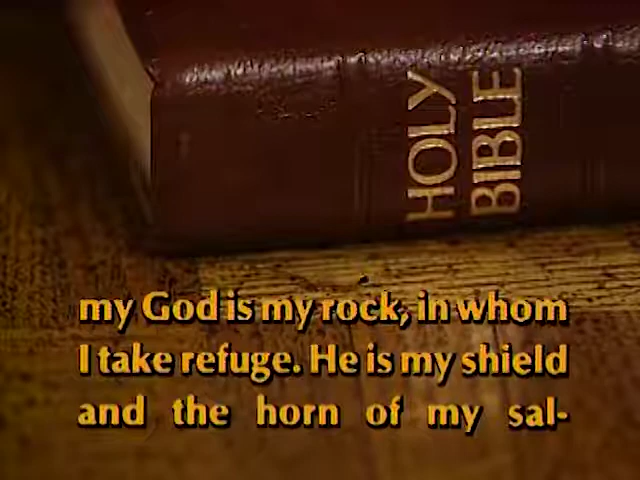 HOLY
BIBLE
my God is my rock, in whom
I take refuge. He is my shield
and the horn of my sal-